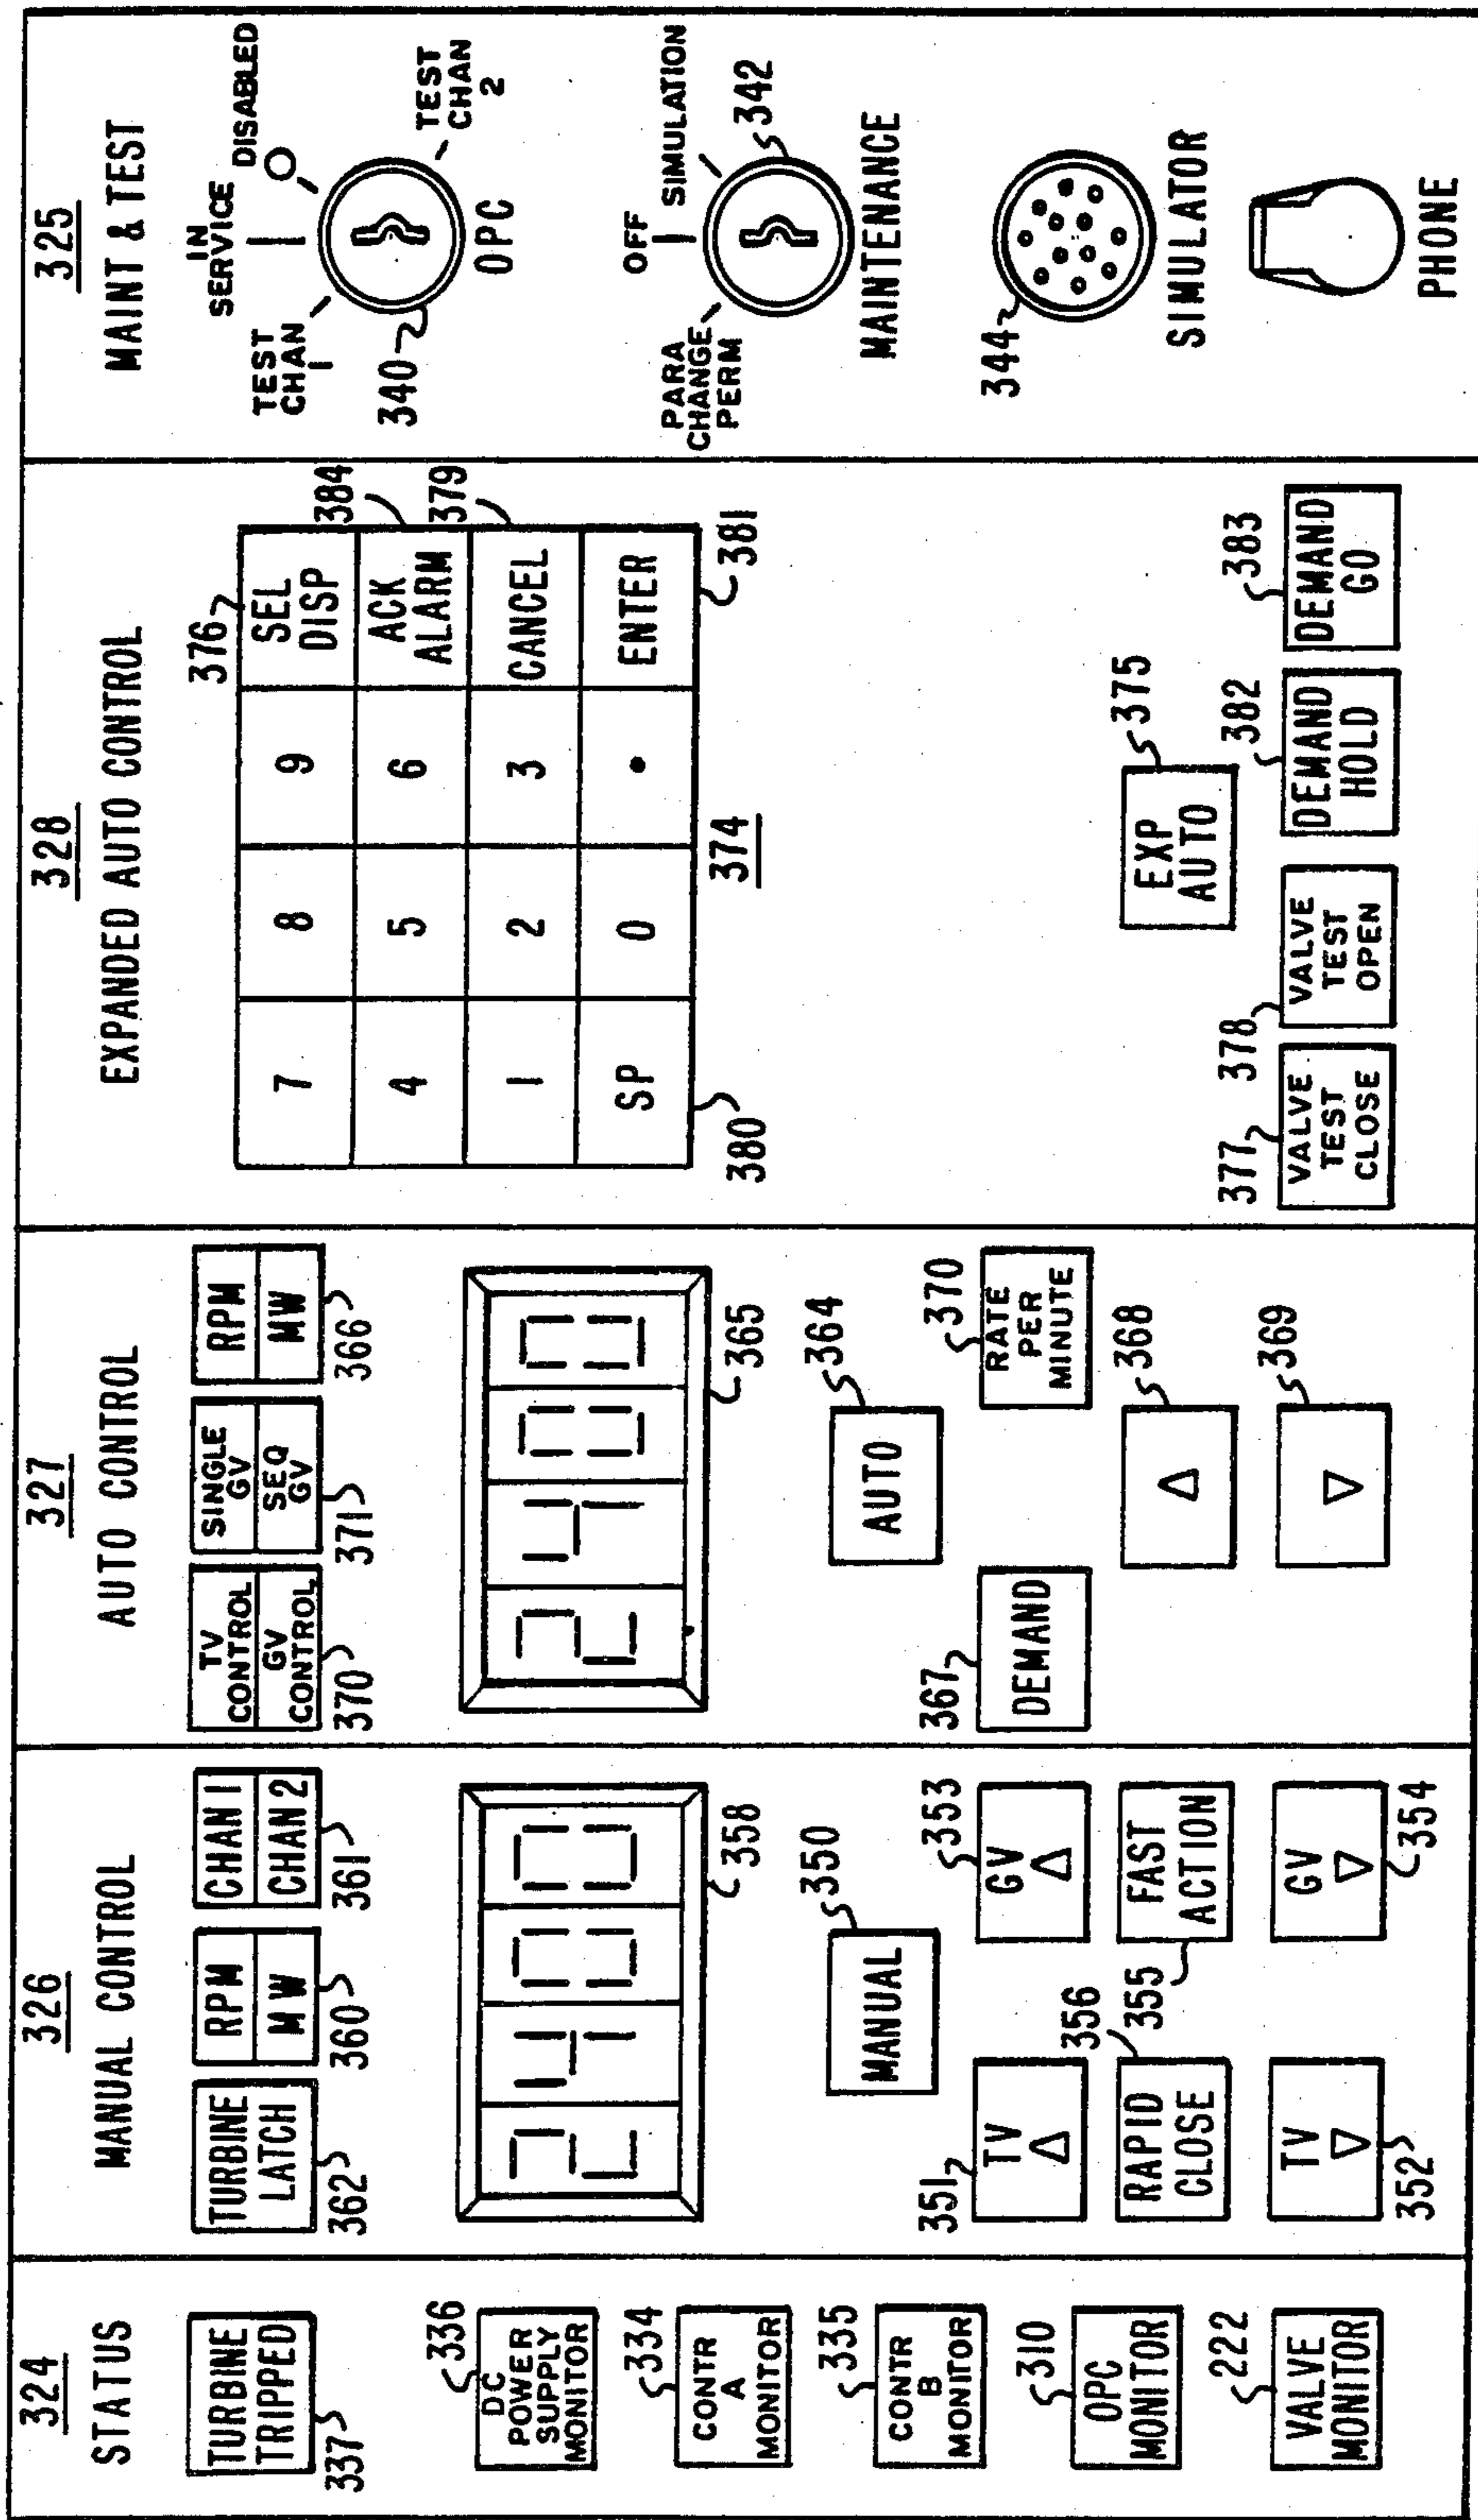 324
STATUS
TURBINE
TRIPPED
337
336
DC
POWER
SUPPLY
MONITOR
334
CONTR
A
MONITOR
335
CONTR
B
MONITOR
310
OPC
MONITOR
222
VALVE
MONITOR
326
MANUAL CONTROL
TURBINE
LATCH
362
RPM
MW
360
CHAN 1
CHAN 2
361
2400
358
350
MANUAL
351
TV
353
GV
356
RAPID
CLOSE
FAST
ACTION
355
TV
352
GV
354
327
AUTO CONTROL
TV
CONTROL
GV
CONTROL
370
SINGLE
GV
SEQ
GV
371
RPM
MW
366
2400
365
364
AUTO
367
DEMAND
370
RATE
PER
MINUTE
368
369
328
EXPANDED AUTO CONTROL
376
7 8 9 SEL DISP
384
4 5 6 ACK ALARM
379
1 2 3 CANCEL
SP 0 • ENTER
380
374
381
375
EXP
AUTO
377
VALVE
TEST
CLOSE
378
VALVE
TEST
OPEN
382
DEMAND
HOLD
383
DEMAND
GO
325
MAINT & TEST
TEST
CHAN
1
IN
SERVICE
DISABLED
TEST
CHAN
2
340
OPC
PARA
CHANGE
PERM
OFF
SIMULATION
342
MAINTENANCE
344
SIMULATOR
PHONE